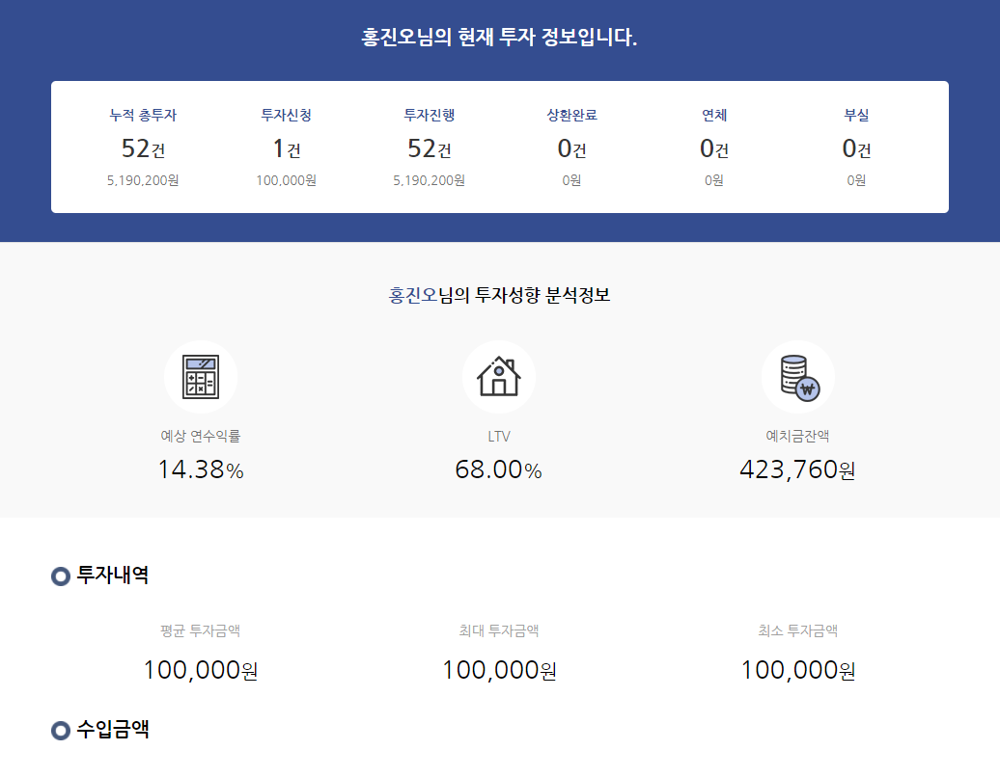 홍진오님의 현재 투자 정보입니다.
누적 총투자 투자신청 투자진행 상환완료 연체 부실
52건 1건 52건 0건 0건 0건
5,190,200원 100,000원 5,190,200원 0원 0원 0원
홍진오님의 투자성향 분석정보
예상 연수익률 LTV 예치금잔액
14.38% 68.00% 423,760원
투자내역
평균 투자금액 최대 투자금액 최소 투자금액
100,000원 100,000원 100,000원
수입금액